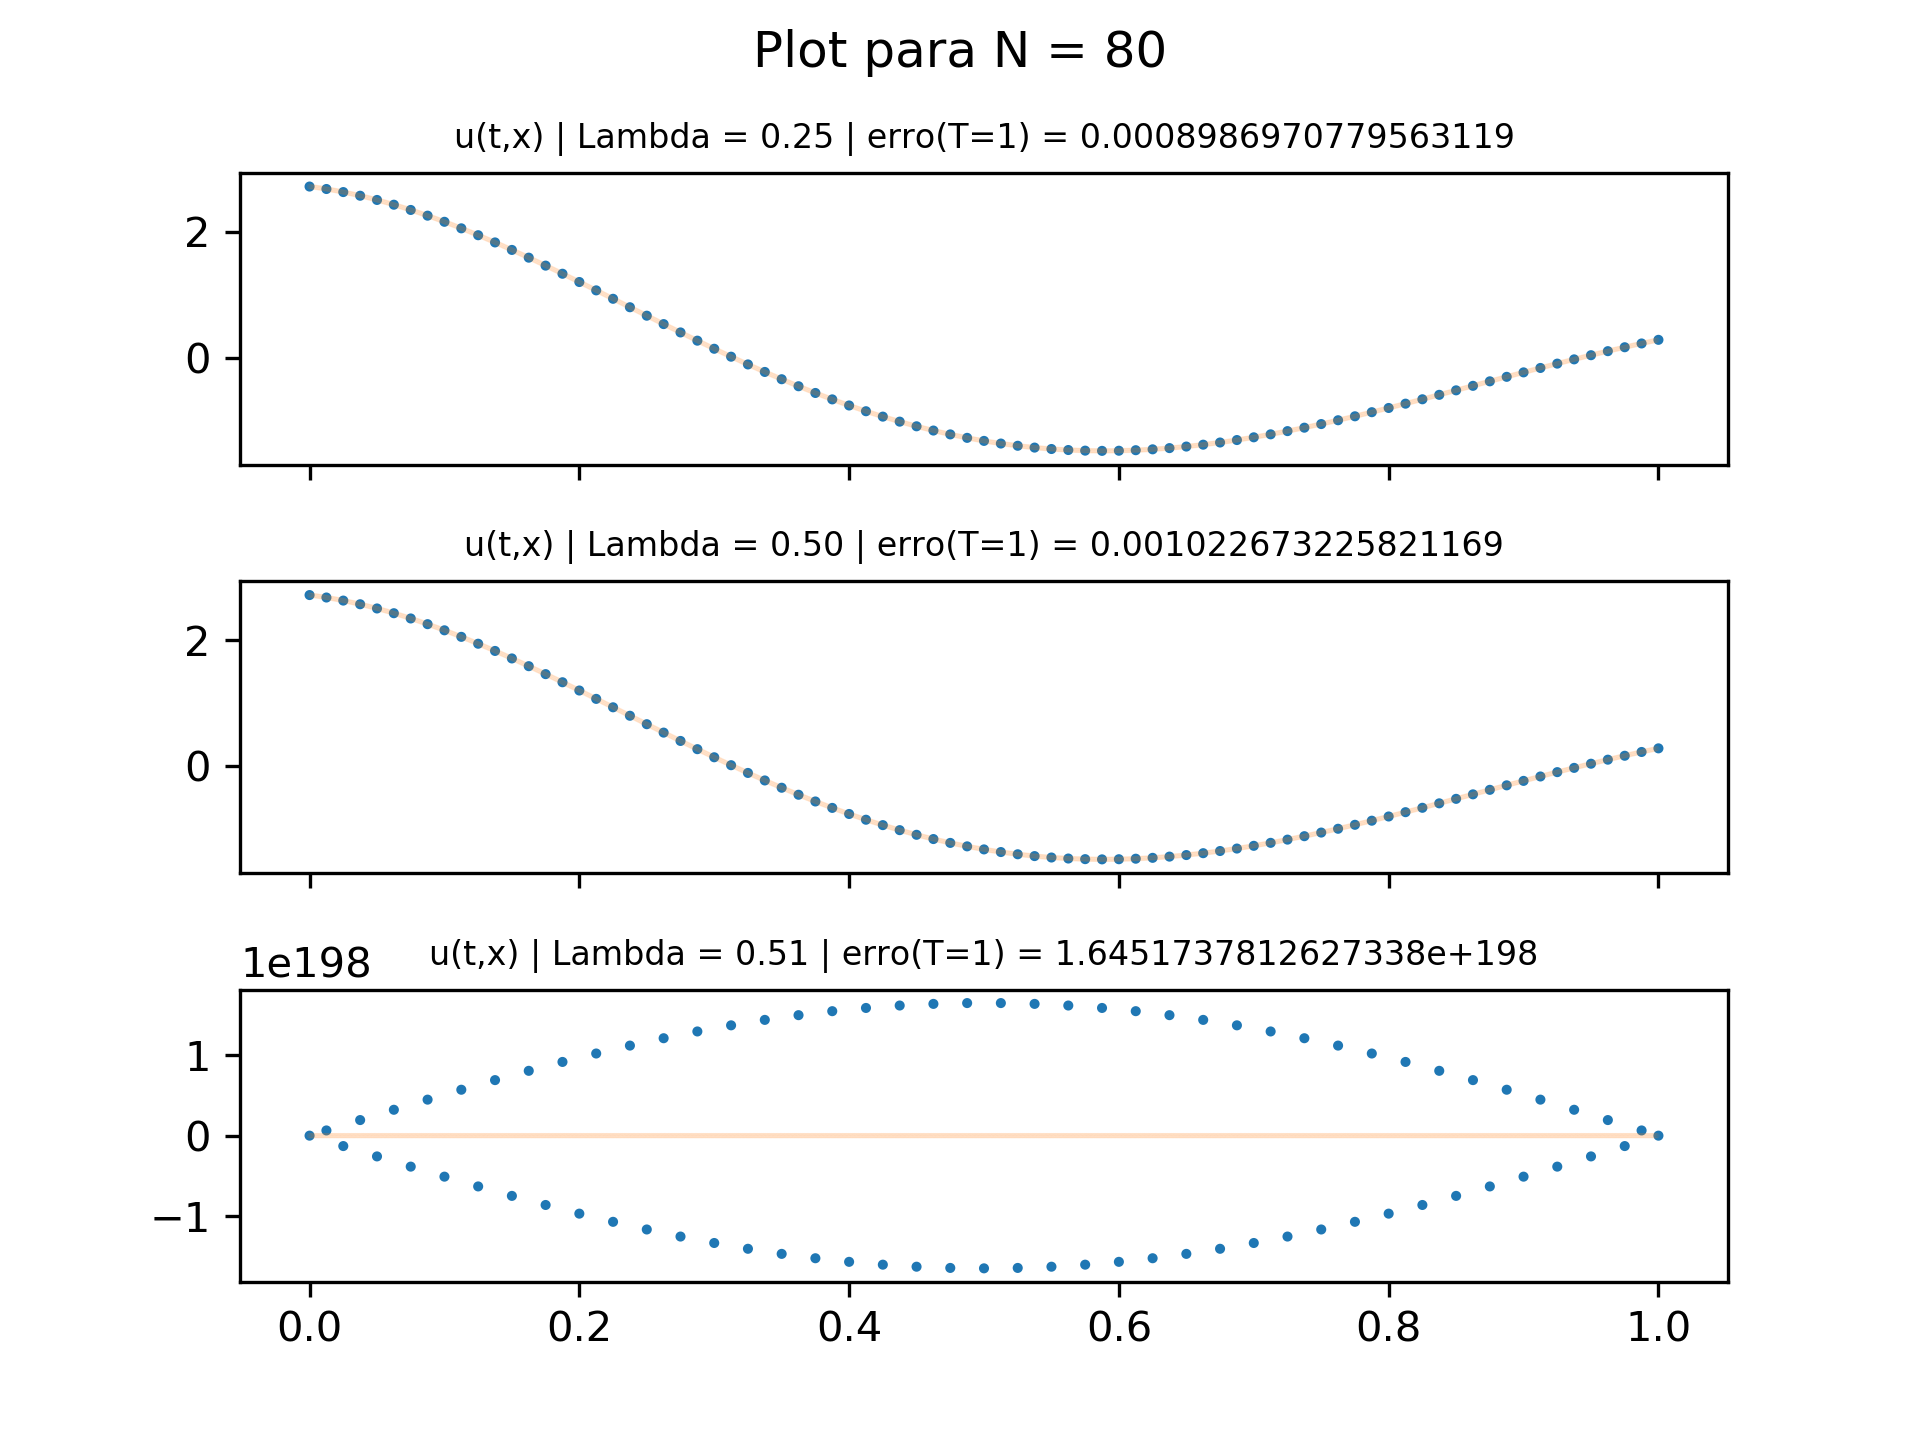 Plot para N = 80
u(t,x) | Lambda = 0.25 | erro(T=1) = 0.0008986970779563119
2
0
u(t,x) | Lambda = 0.50 | erro(T=1) = 0.001022673225821169
2
0
1e198
u(t,x) | Lambda = 0.51 | erro(T=1) = 1.6451737812627338e+198
1
0
−1
0.0 0.2 0.4 0.6 0.8 1.0